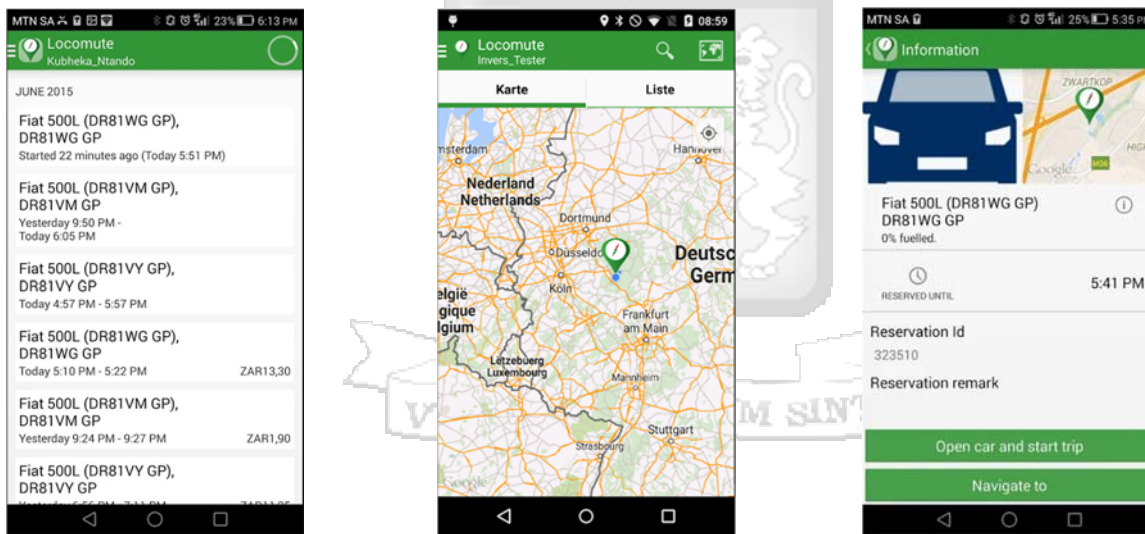 MTN SA 23% 6:13 PM
Locomute
Kubheka_Ntando
JUNE 2015
Fiat 500L (DR81WG GP),
DR81WG GP
Started 22 minutes ago (Today 5:51 PM)
Fiat 500L (DR81VM GP),
DR81VM GP
Yesterday 9:50 PM -
Today 6:05 PM
Fiat 500L (DR81VY GP),
DR81VY GP
Today 4:57 PM - 5:57 PM
Fiat 500L (DR81WG GP),
DR81WG GP
Today 5:10 PM - 5:22 PM ZAR13,30
Fiat 500L (DR81VM GP),
DR81VM GP
Yesterday 9:24 PM - 9:27 PM ZAR1,90
Fiat 500L (DR81VY GP),
DR81VY GP
08:59
Locomute
Invers_Tester
Karte Liste
msterdam
Hannover
Nederland
Netherlands
Dortmund
Düsseldo
Deutsc
Germ
Köln
elgië
gique
lgium
Frankfurt
am Main
Lëtzebuerg
Luxembourg
Mannheim
Stuttgart
Strasbourg
Google
MTN SA 25% 5:35 PM
Information
ZWARTKOP
HIGH
Google
M36
Fiat 500L (DR81WG GP)
DR81WG GP
0% fuelled.
RESERVED UNTIL 5:41 PM
Reservation Id
323510
Reservation remark
Open car and start trip
Navigate to
M SINT